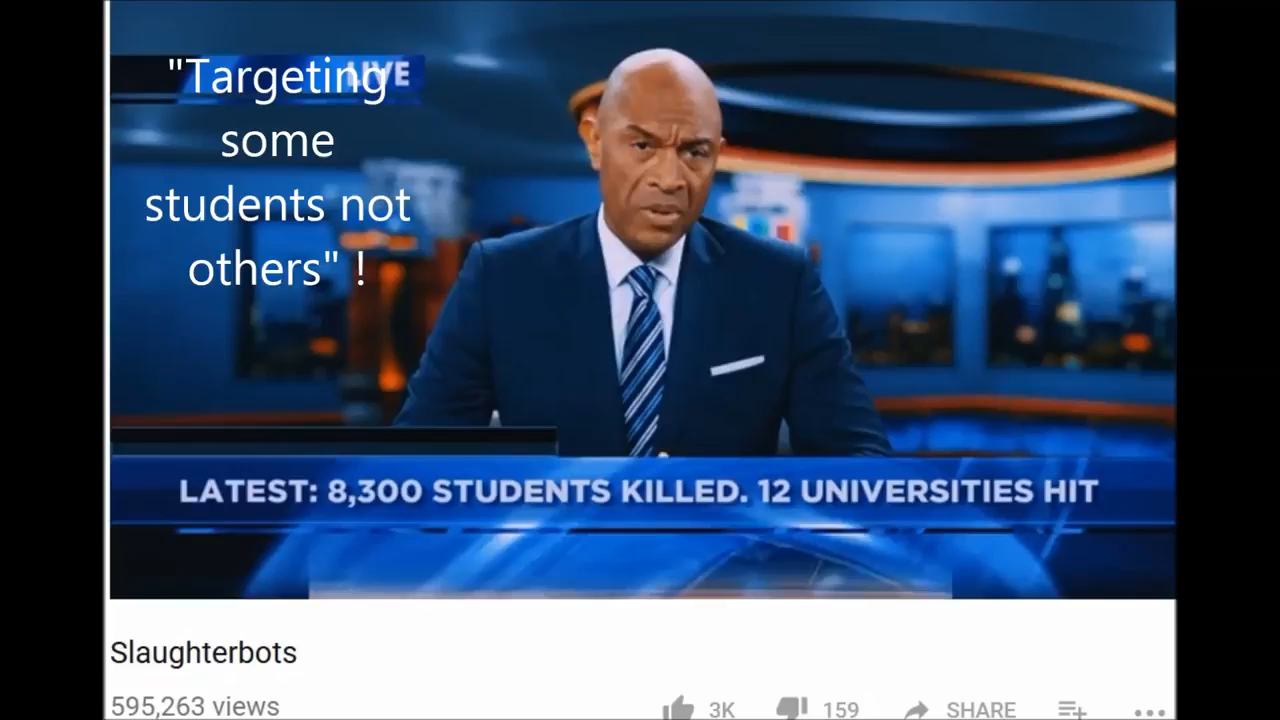 LIVE
"Targeting
some
students not
others" !
LATEST: 8,300 STUDENTS KILLED. 12 UNIVERSITIES HIT
Slaughterbots
595,263 views
3K
159
SHARE